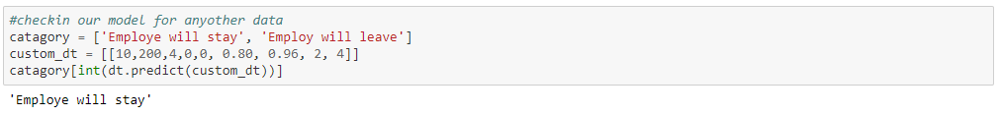 #checkin our model for anyother data
catagory = ['Employe will stay', 'Employ will leave']
custom_dt = [[10,200,4,0,0, 0.80, 0.96, 2, 4]]
catagory[int(dt.predict(custom_dt))]
'Employe will stay'